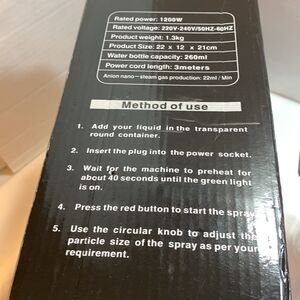 Rated power: 1200W
Rated voltage: 220V-240V/50HZ-60HZ
Product weight: 1.3kg
Product Size: 22 x 12 x 21cm
Water bottle capacity: 260ml
Power cord length: 3meters
Anion nano-steam gas production: 22ml / Min
Method of use
1. Add your liquid in the transparent
round container.
2. Insert the plug into the power socket.
3. Wait for the machine to preheat for
about 40 seconds until the green light
is on.
4. Press the red button to start the spray
5. Use the circular knob to adjust the
particle size of the spray as per your
requirement.